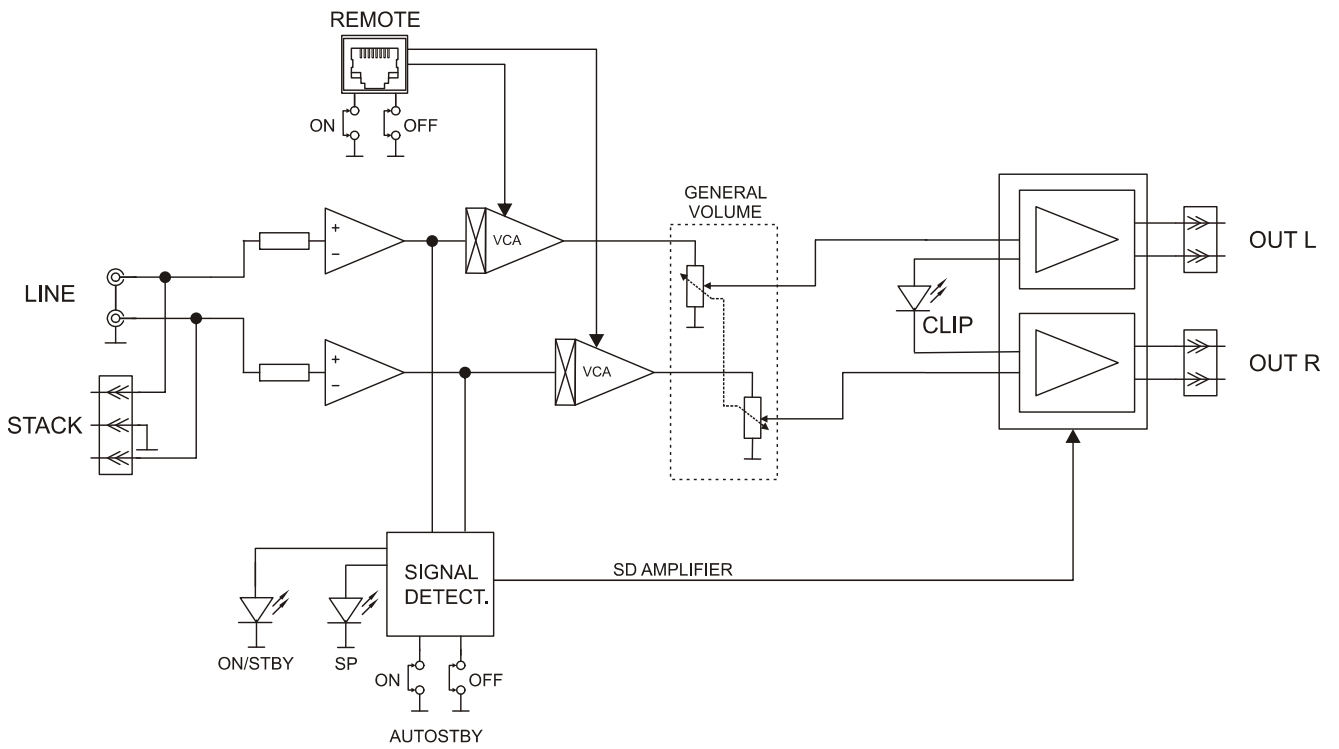 REMOTE
ON
OFF
GENERAL
VOLUME
+
−
VCA
OUT L
LINE
CLIP
+
−
VCA
OUT R
STACK
SIGNAL
DETECT.
SD AMPLIFIER
ON/STBY
SP
ON
OFF
AUTOSTBY